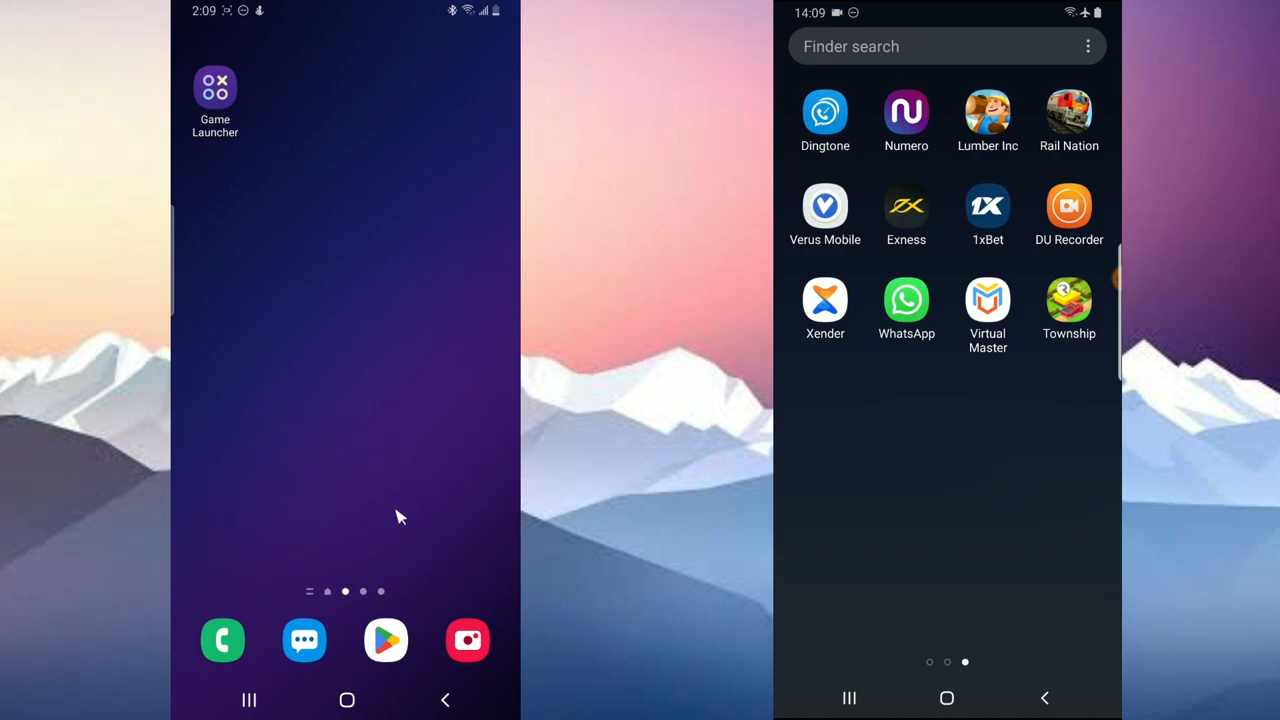 2:09
Game
Launcher
14:09
Finder search
Dingtone
Numero
Lumber Inc
Rail Nation
Verus Mobile
Exness
1X
1xBet
DU Recorder
Xender
WhatsApp
Virtual
Master
Township